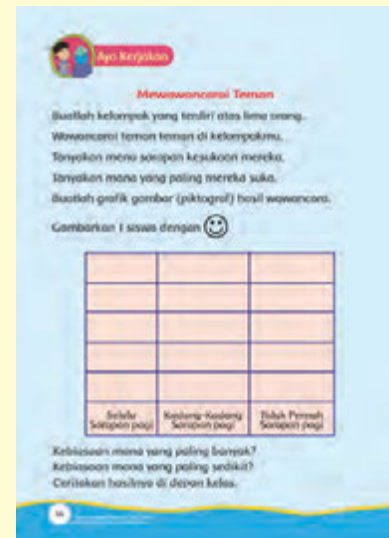 Ayo Kerjakan
Mewawancarai Teman
Buatlah kelompok yang terdiri atas lima orang.
Wawancarai teman teman di kelompokmu.
Tanyakan menu sarapan kesukaan mereka.
Tanyakan mana yang paling mereka suka.
Buatlah grafik gambar (piktograf) hasil wawancara.
Gambarkan 1 siswa dengan
Selalu Kadang-Kadang Tidak Pernah
Sarapan pagi Sarapan pagi Sarapan pagi
Kebiasaan mana yang paling banyak?
Kebiasaan mana yang paling sedikit?
Ceritakan hasilnya di depan kelas.